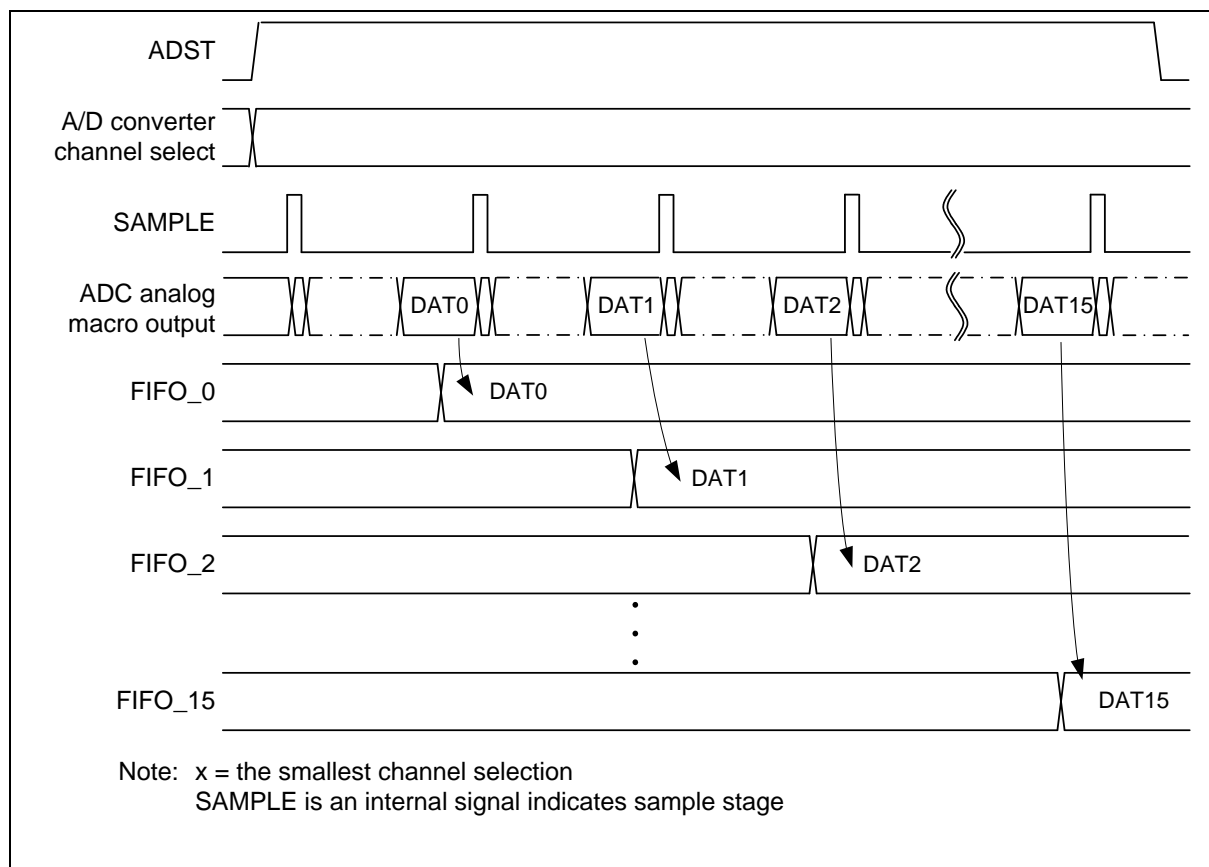 ADST
A/D converter
channel select
SAMPLE
ADC analog
macro output
DAT0
DAT1
DAT2
DAT15
FIFO_0
DAT0
FIFO_1
DAT1
FIFO_2
DAT2
FIFO_15
DAT15
Note: x = the smallest channel selection
SAMPLE is an internal signal indicates sample stage